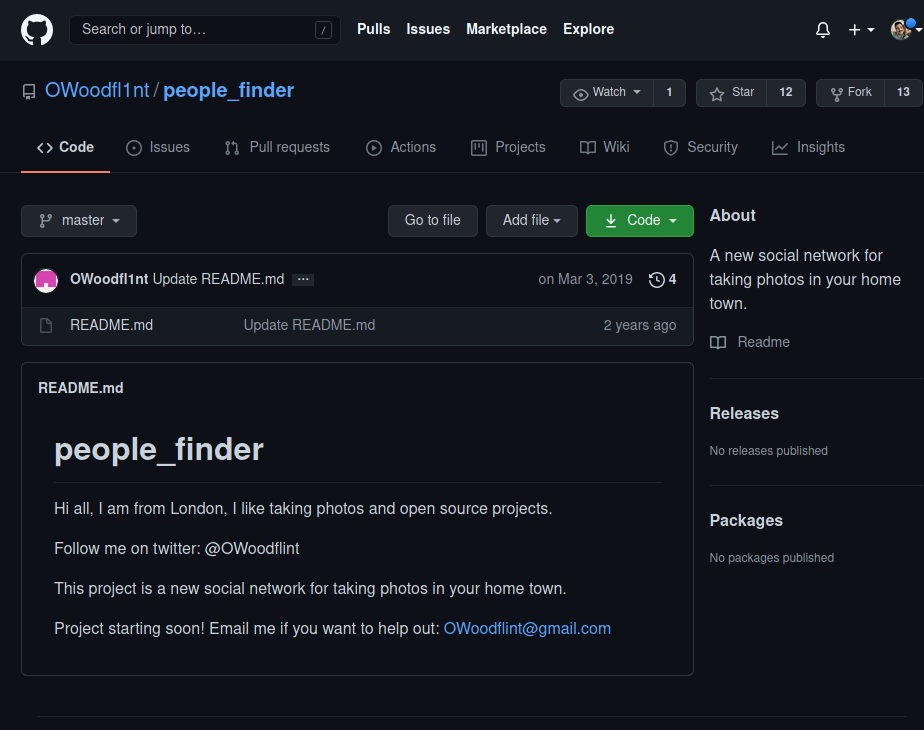 Search or jump to… /
Pulls Issues Marketplace Explore
OWoodfl1nt / people_finder
Watch 1 Star 12 Fork 13
Code Issues Pull requests Actions Projects Wiki Security Insights
master Go to file Add file Code
OWoodfl1nt Update README.md ··· on Mar 3, 2019 4
README.md Update README.md 2 years ago
README.md
people_finder
Hi all, I am from London, I like taking photos and open source projects.
Follow me on twitter: @OWoodflint
This project is a new social network for taking photos in your home town.
Project starting soon! Email me if you want to help out: OWoodflint@gmail.com
About
A new social network for
taking photos in your home
town.
Readme
Releases
No releases published
Packages
No packages published